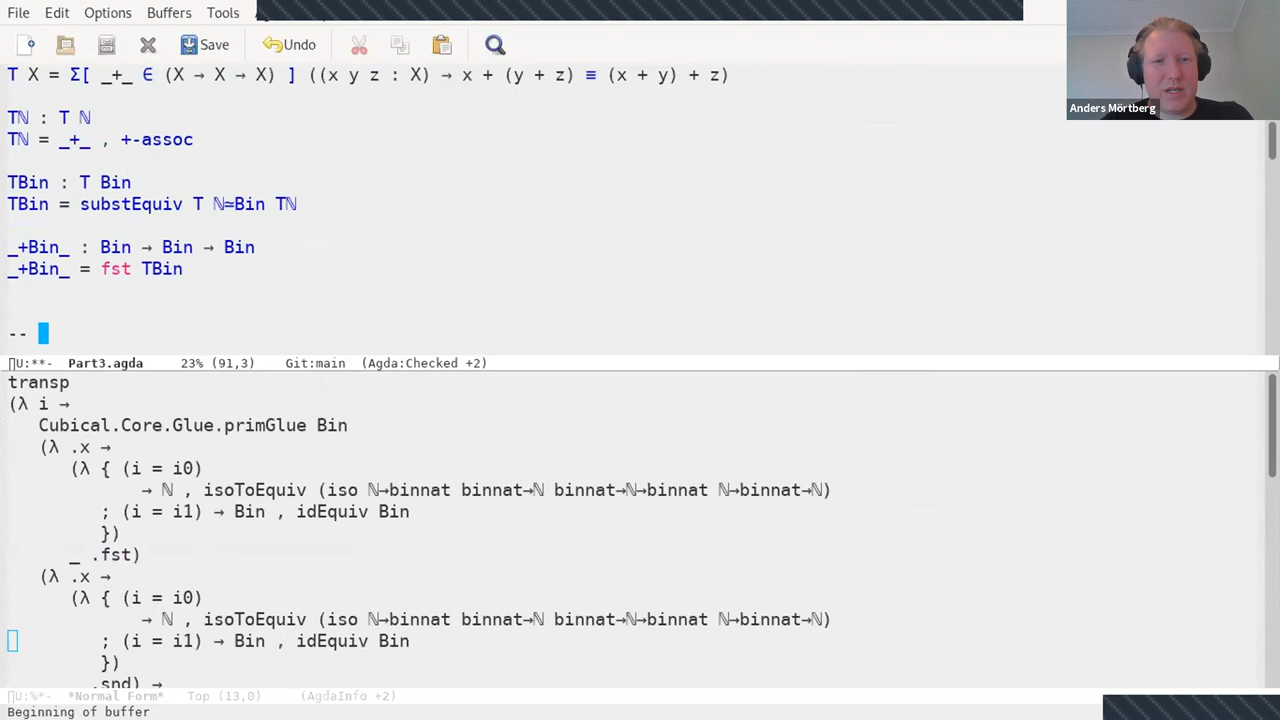 File Edit Options Buffers Tools
Save Undo
Anders Mörtberg
T X = Σ[ _+_ ∈ (X → X → X) ] ((x y z : X) → x + (y + z) ≡ (x + y) + z)
Tℕ : T ℕ
Tℕ = _+_ , +-assoc
TBin : T Bin
TBin = substEquiv T ℕ≃Bin Tℕ
_+Bin_ : Bin → Bin → Bin
_+Bin_ = fst TBin
--
U:**- Part3.agda 23% (91,3) Git:main (Agda:Checked +2)
transp
(λ i →
Cubical.Core.Glue.primGlue Bin
(λ .x →
(λ { (i = i0)
→ ℕ , isoToEquiv (iso ℕ→binnat binnat→ℕ binnat→ℕ→binnat ℕ→binnat→ℕ)
; (i = i1) → Bin , idEquiv Bin
})
_ .fst)
(λ .x →
(λ { (i = i0)
→ ℕ , isoToEquiv (iso ℕ→binnat binnat→ℕ binnat→ℕ→binnat ℕ→binnat→ℕ)
; (i = i1) → Bin , idEquiv Bin
})
.snd) →
U:%*- *Normal Form* Top (13,0) (AgdaInfo +2)
Beginning of buffer